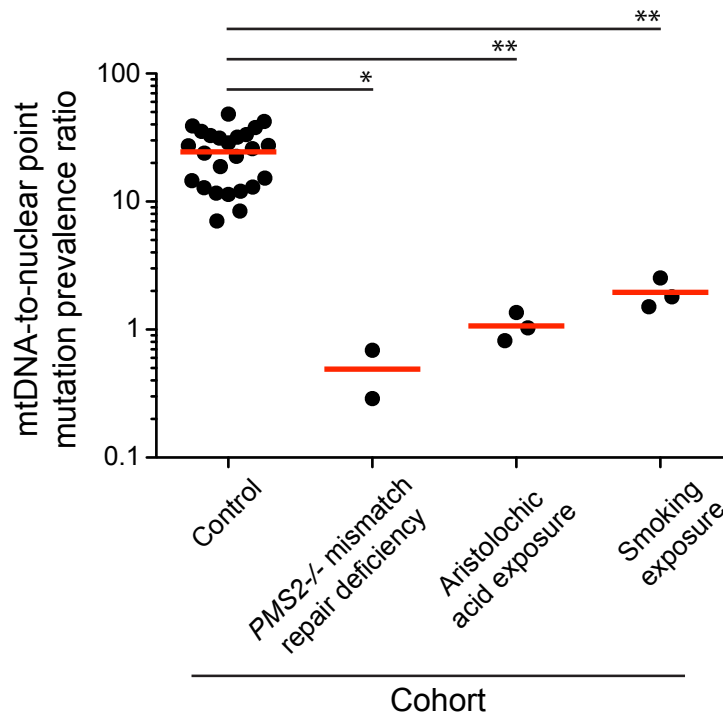 **
**
*
mtDNA-to-nuclear point
mutation prevalence ratio
100
10
1
0.1
Control
PMS2-/- mismatch
repair deficiency
Aristolochic
acid exposure
Smoking
exposure
Cohort